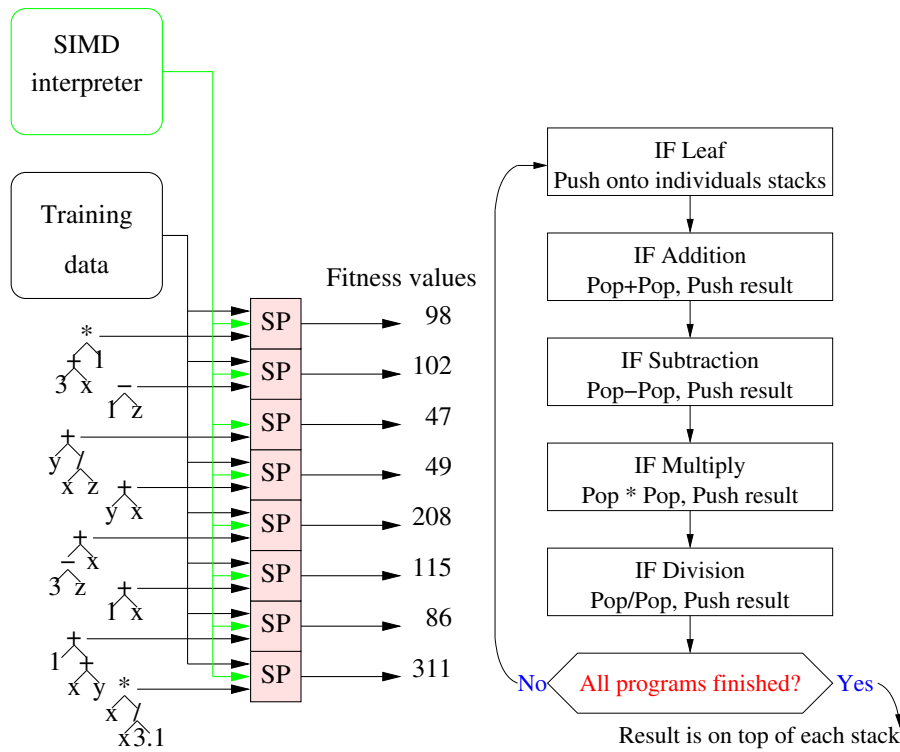 SIMD
interpreter
Training
data
Fitness values
SP
98
*
+ 1
3 x
SP
102
−
1 z
SP
47
+
y /
x z
SP
49
+
y x
SP
208
+
− x
3 z
SP
115
+
1 x
SP
86
+
1 +
x y
SP
311
*
x /
x 3.1
IF Leaf
Push onto individuals stacks
IF Addition
Pop+Pop, Push result
IF Subtraction
Pop−Pop, Push result
IF Multiply
Pop * Pop, Push result
IF Division
Pop/Pop, Push result
No
All programs finished?
Yes
Result is on top of each stack